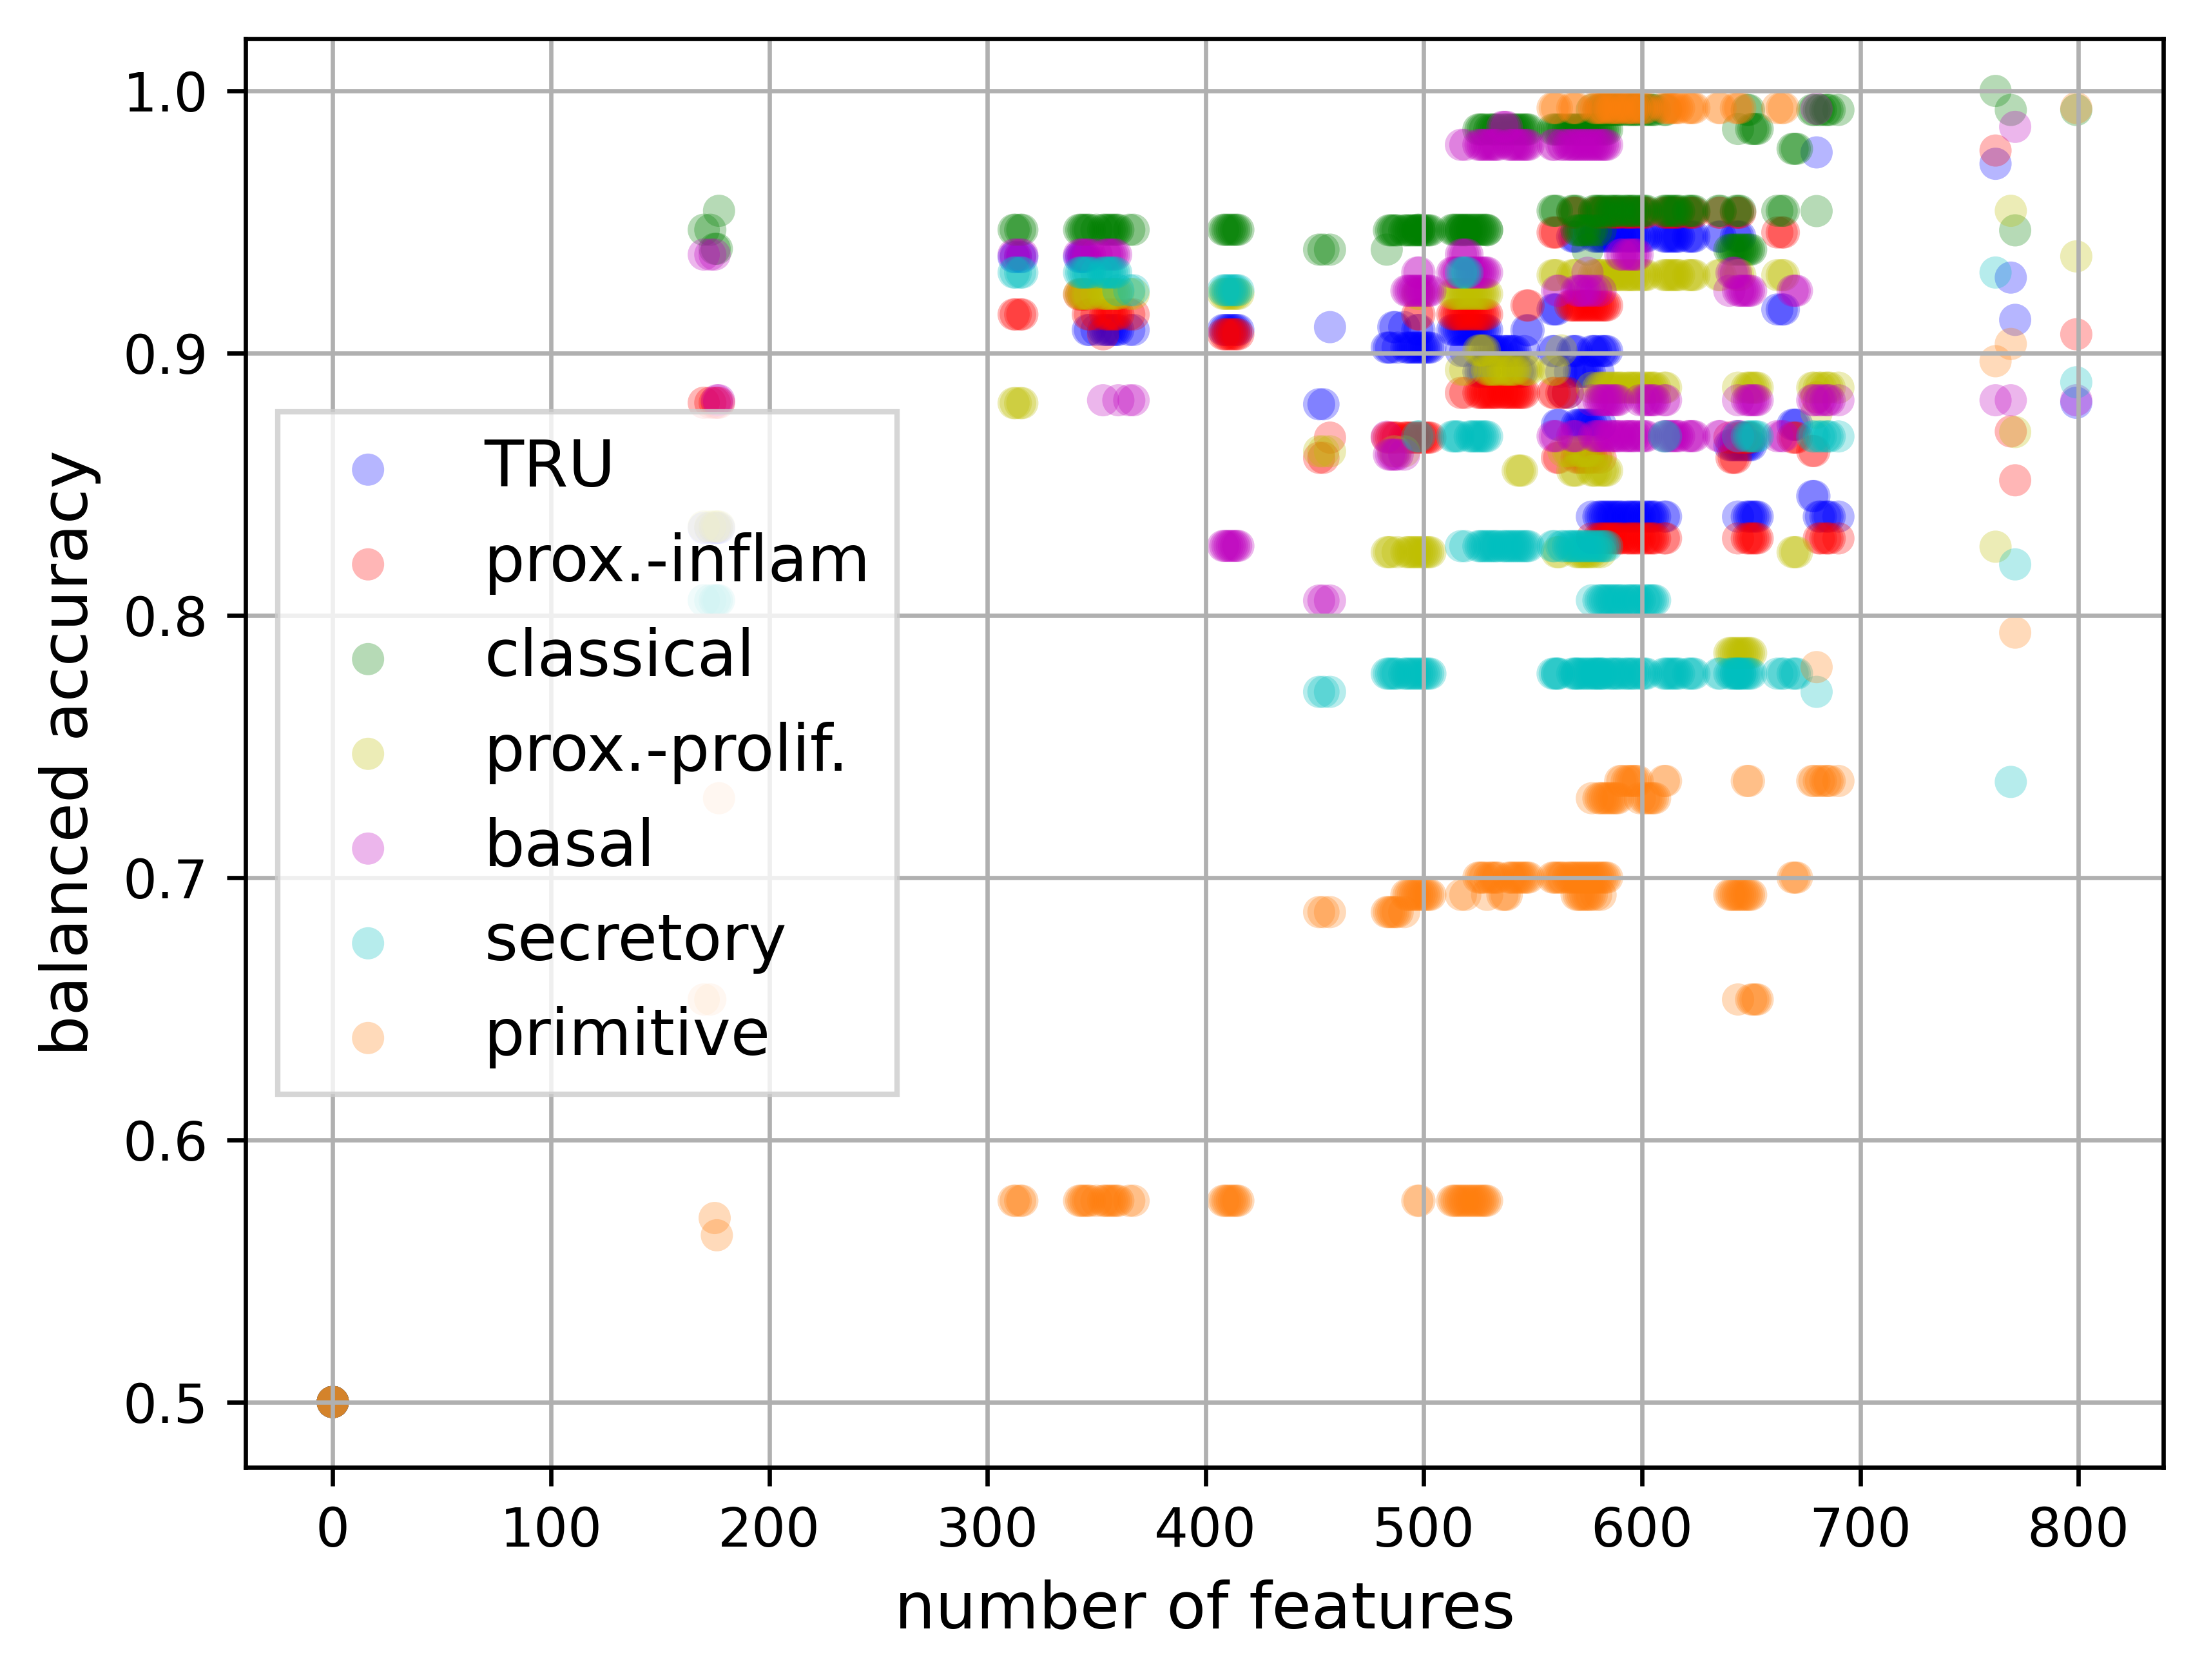 1.0
0.9
0.8
0.7
0.6
0.5
balanced accuracy
TRU
prox.-inflam
classical
prox.-prolif.
basal
secretory
primitive
0 100 200 300 400 500 600 700 800
number of features